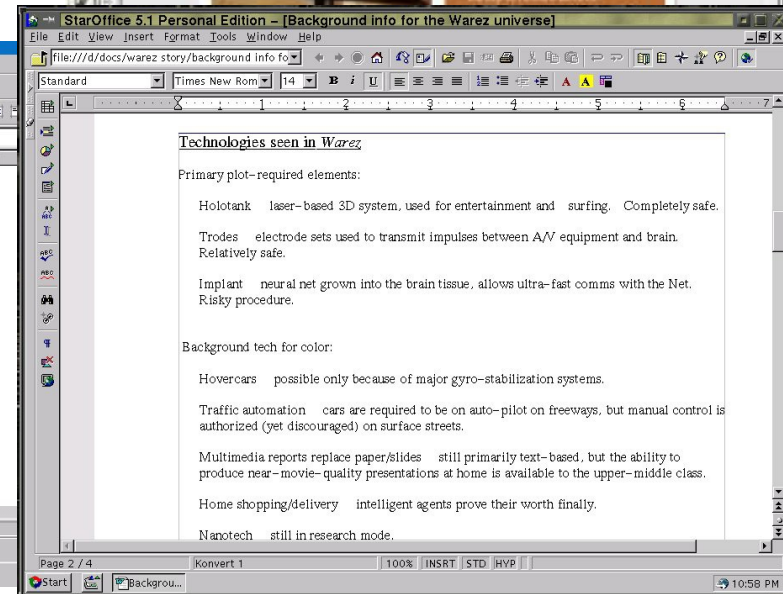 StarOffice 5.1 Personal Edition – [Background info for the Warez universe]
File Edit View Insert Format Tools Window Help
file:///d/docs/warez story/background info fo
Standard Times New Rom 14 B i U A A
1 2 3 4 5 6 7
Technologies seen in Warez
Primary plot-required elements:
Holotank laser-based 3D system, used for entertainment and surfing. Completely safe.
Trodes electrode sets used to transmit impulses between A/V equipment and brain.
Relatively safe.
Implant neural net grown into the brain tissue, allows ultra-fast comms with the Net.
Risky procedure.
Background tech for color:
Hovercars possible only because of major gyro-stabilization systems.
Traffic automation cars are required to be on auto-pilot on freeways, but manual control is
authorized (yet discouraged) on surface streets.
Multimedia reports replace paper/slides still primarily text-based, but the ability to
produce near-movie-quality presentations at home is available to the upper-middle class.
Home shopping/delivery intelligent agents prove their worth finally.
Nanotech still in research mode.
Page 2 / 4 Konvert 1 100% INSRT STD HYP
Start Backgrou... 10:58 PM